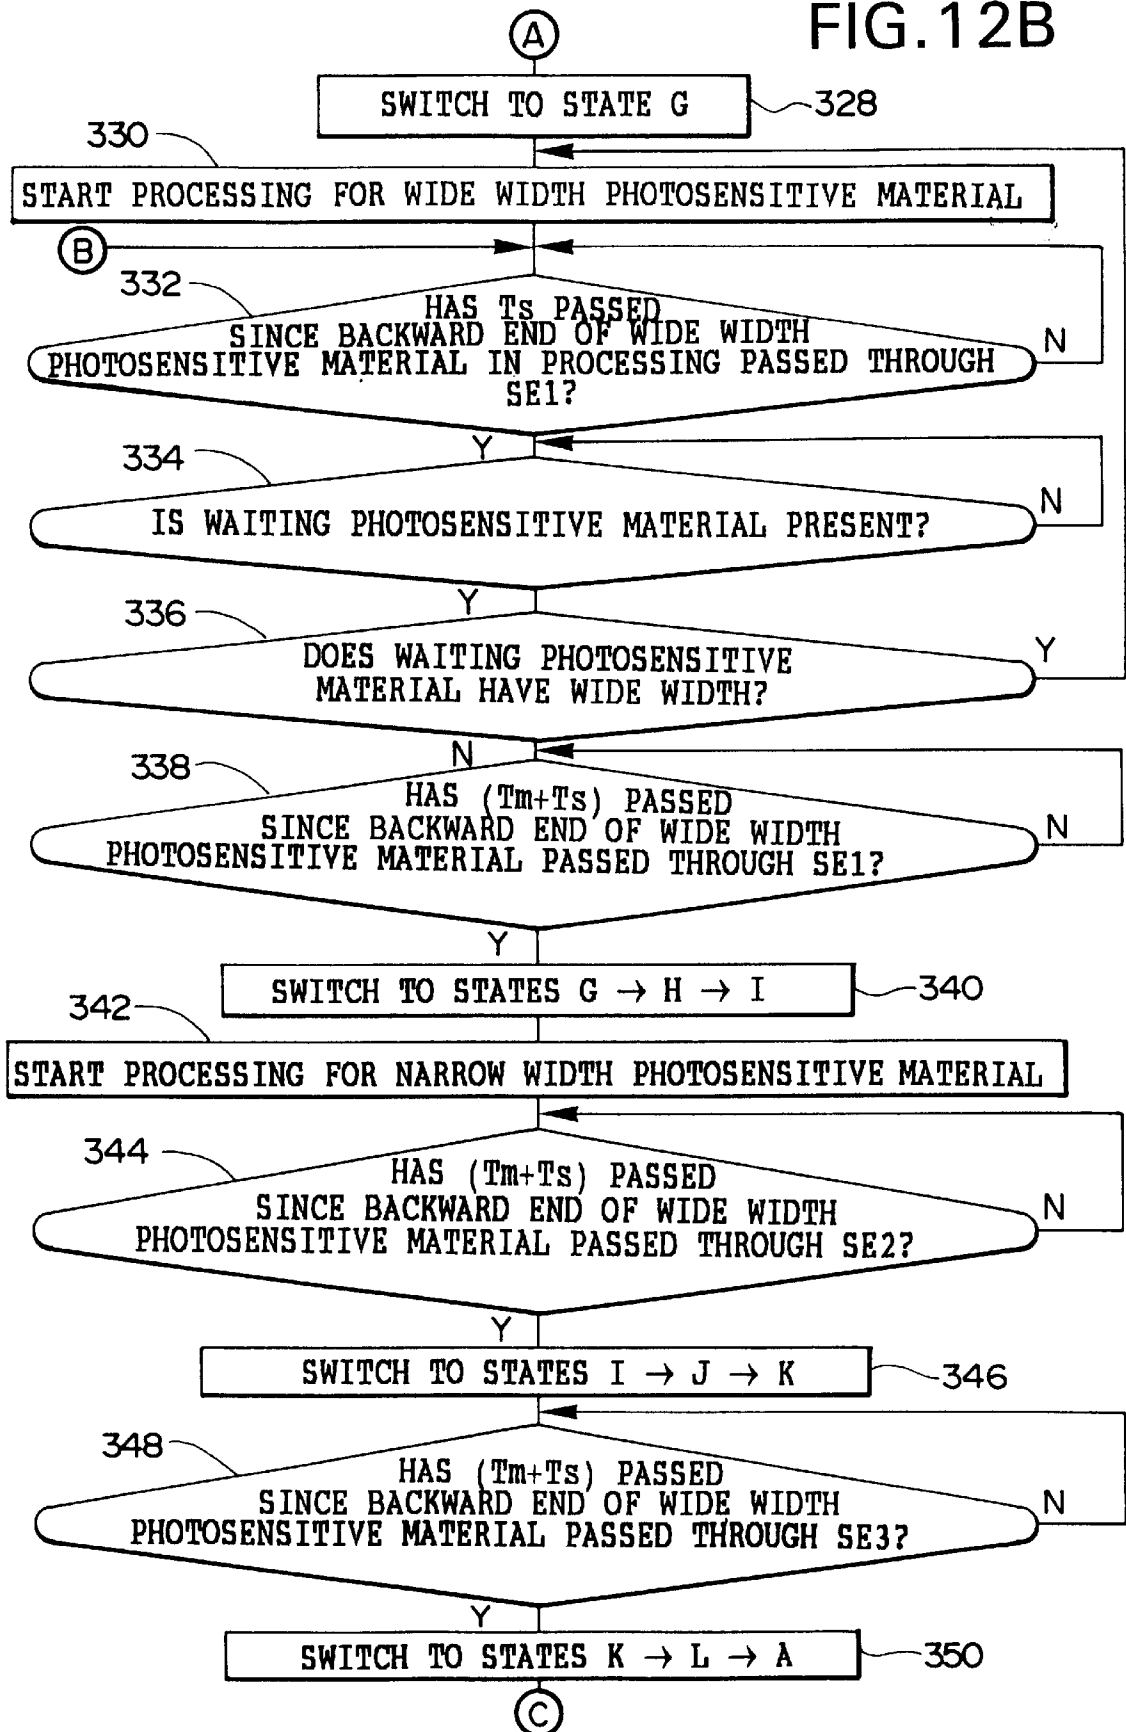 FIG.12B
A
SWITCH TO STATE G
328
330
START PROCESSING FOR WIDE WIDTH PHOTOSENSITIVE MATERIAL
B
332
HAS Ts PASSED
SINCE BACKWARD END OF WIDE WIDTH
PHOTOSENSITIVE MATERIAL IN PROCESSING PASSED THROUGH
SE1?
N
Y
334
IS WAITING PHOTOSENSITIVE MATERIAL PRESENT?
N
Y
336
DOES WAITING PHOTOSENSITIVE
MATERIAL HAVE WIDE WIDTH?
Y
N
338
HAS (Tm+Ts) PASSED
SINCE BACKWARD END OF WIDE WIDTH
PHOTOSENSITIVE MATERIAL PASSED THROUGH SE1?
N
Y
SWITCH TO STATES G → H → I
340
342
START PROCESSING FOR NARROW WIDTH PHOTOSENSITIVE MATERIAL
344
HAS (Tm+Ts) PASSED
SINCE BACKWARD END OF WIDE WIDTH
PHOTOSENSITIVE MATERIAL PASSED THROUGH SE2?
N
Y
SWITCH TO STATES I → J → K
346
348
HAS (Tm+Ts) PASSED
SINCE BACKWARD END OF WIDE WIDTH
PHOTOSENSITIVE MATERIAL PASSED THROUGH SE3?
N
Y
SWITCH TO STATES K → L → A
350
C